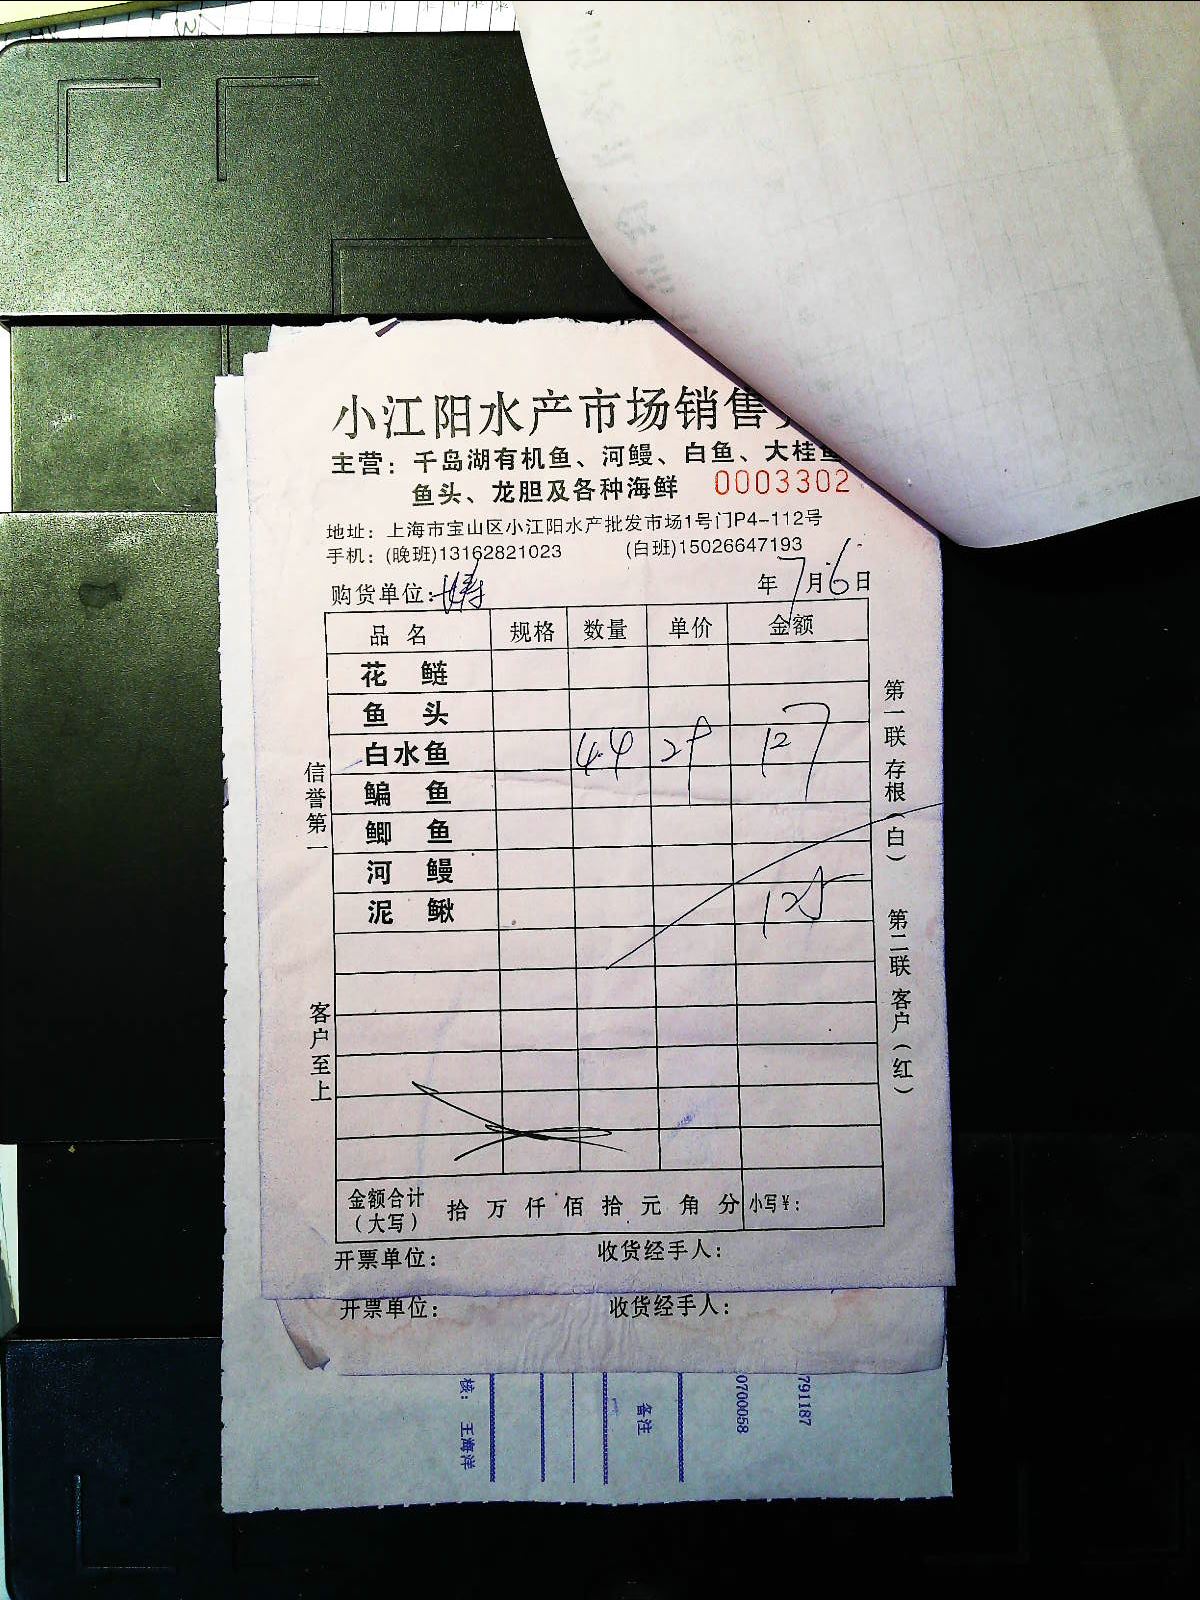 小江阳水产市场销售
主营：千岛湖有机鱼、河鳗、白鱼、大桂鱼
鱼头、龙胆及各种海鲜 0003302
地址：上海市宝山区小江阳水产批发市场1号门P4-112号
手机：(晚班)13162821023 (白班)15026647193
购货单位： 年7月6日
品名 规格 数量 单价 金额
花鲢
鱼头
白水鱼 4.4 29 127
鳊鱼
鲫鱼
河鳗
泥鳅 125
信誉第一
客户至上
第一联 存根（白）
第二联 客户（红）
金额合计（大写） 拾 万 仟 佰 拾 元 角 分 小写¥：
开票单位： 收货经手人：
开票单位： 收货经手人：
核： 王海洋
备注
0700058
791187